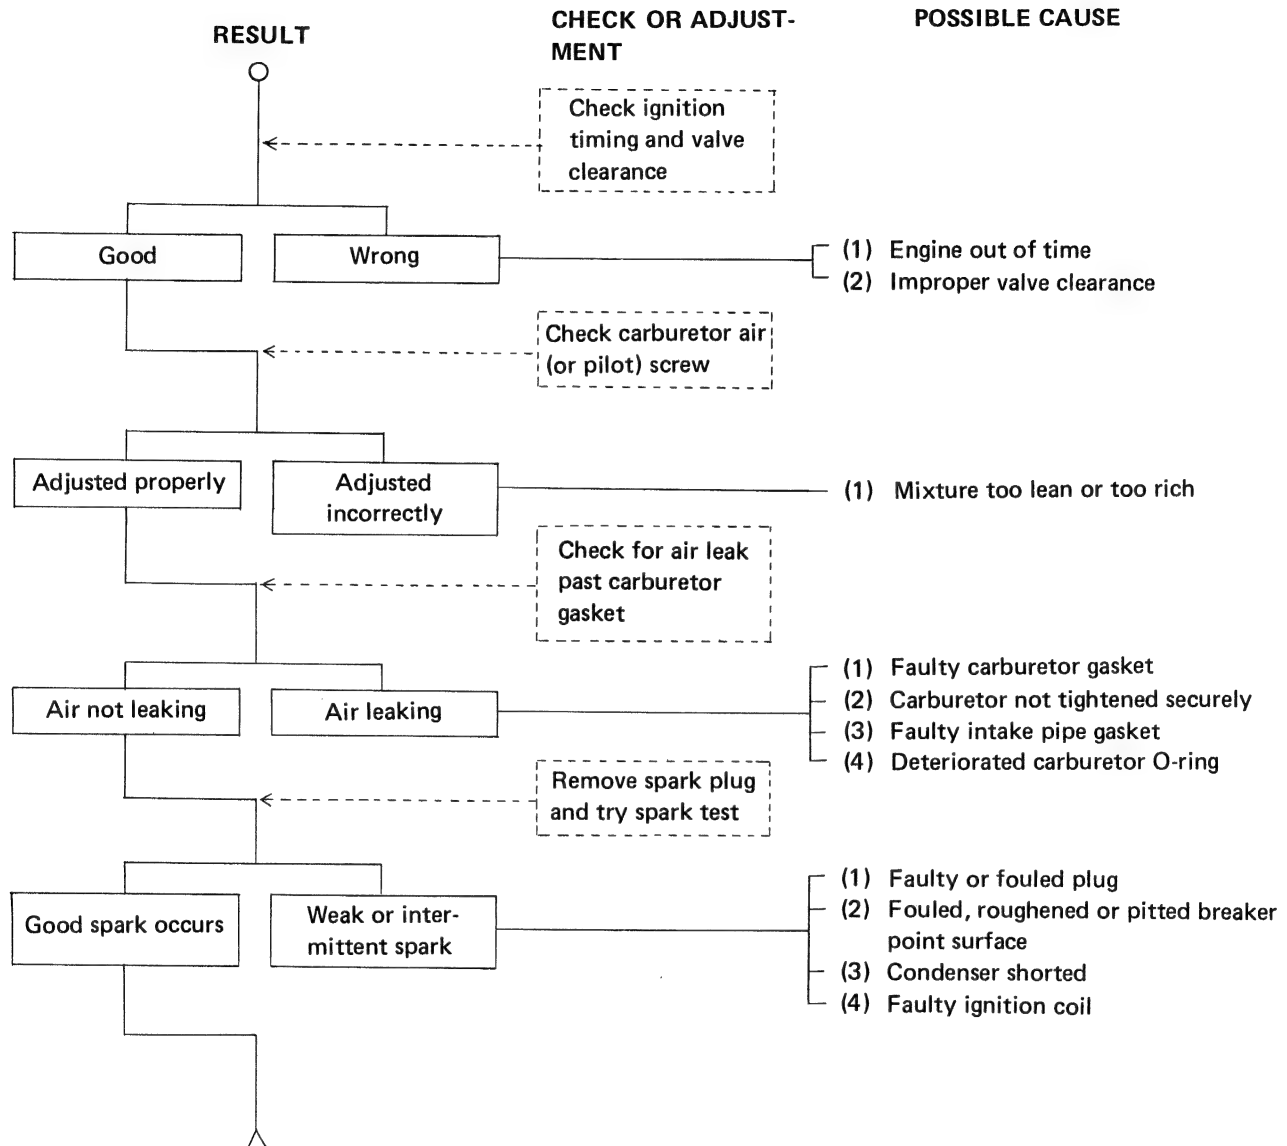 RESULT
CHECK OR ADJUST-
MENT
POSSIBLE CAUSE
Check ignition
timing and valve
clearance
Good
Wrong
(1) Engine out of time
(2) Improper valve clearance
Check carburetor air
(or pilot) screw
Adjusted properly
Adjusted
incorrectly
(1) Mixture too lean or too rich
Check for air leak
past carburetor
gasket
Air not leaking
Air leaking
(1) Faulty carburetor gasket
(2) Carburetor not tightened securely
(3) Faulty intake pipe gasket
(4) Deteriorated carburetor O-ring
Remove spark plug
and try spark test
Good spark occurs
Weak or inter-
mittent spark
(1) Faulty or fouled plug
(2) Fouled, roughened or pitted breaker
point surface
(3) Condenser shorted
(4) Faulty ignition coil